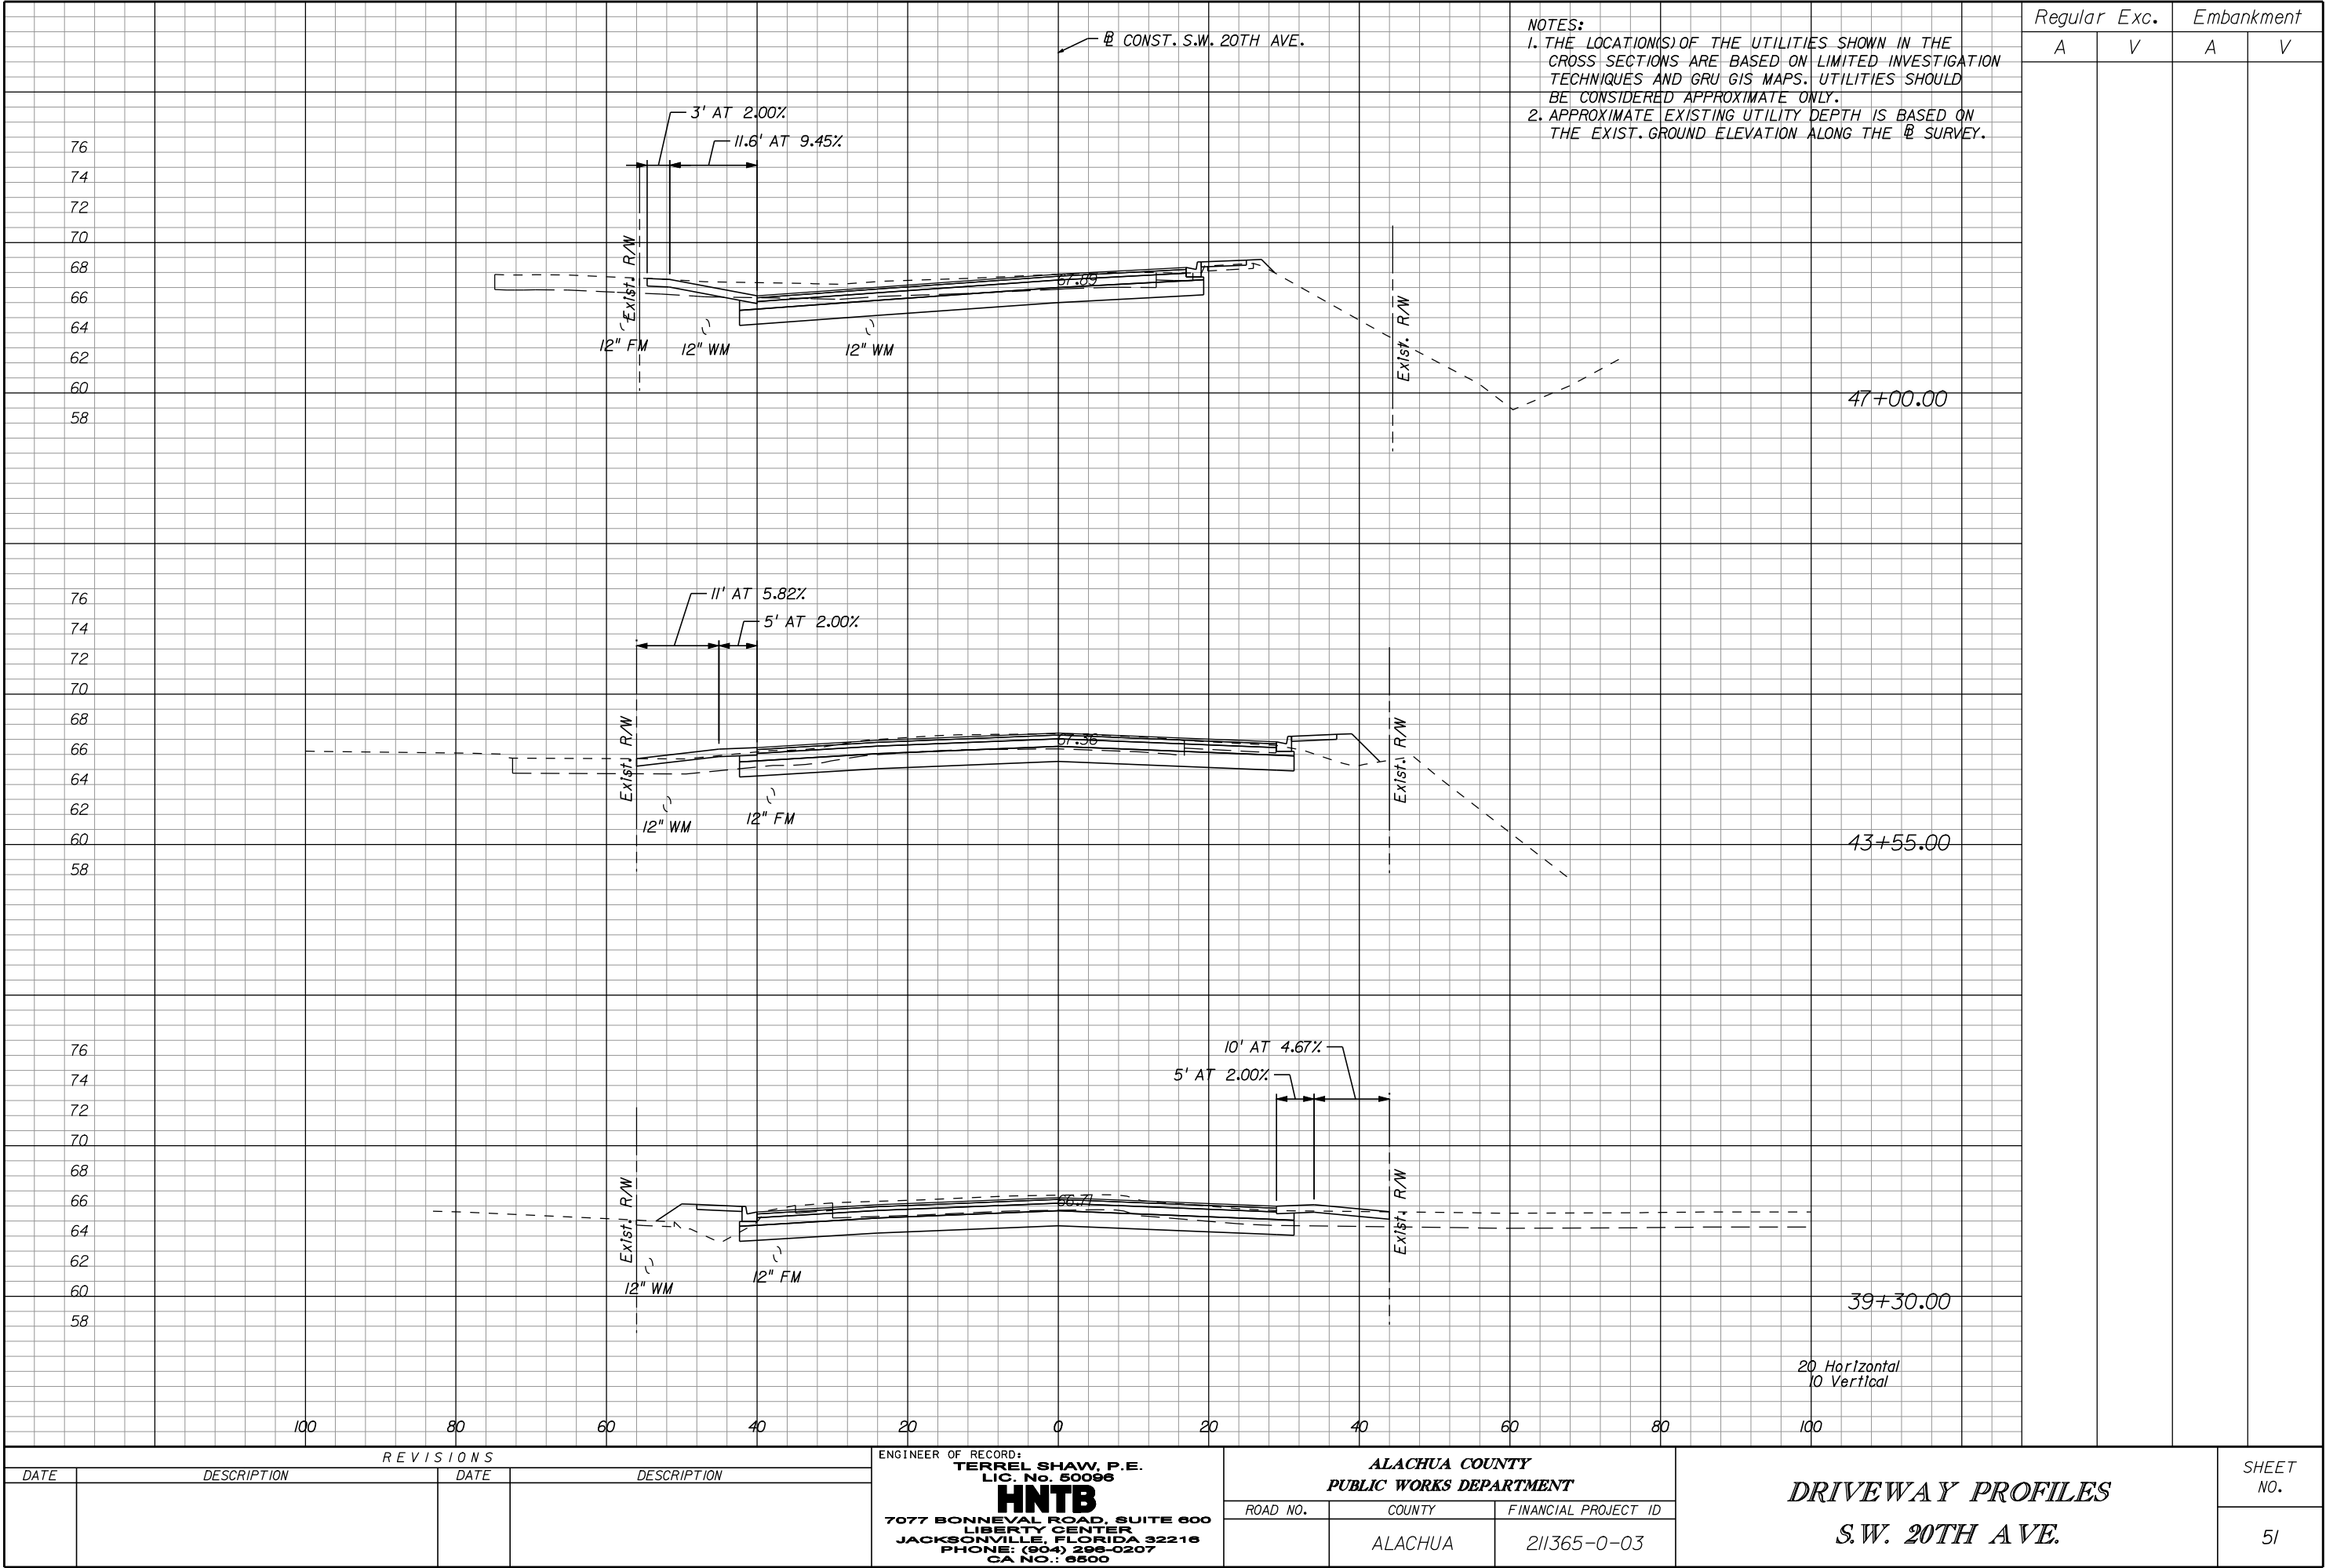 NOTES:
1. THE LOCATION(S) OF THE UTILITIES SHOWN IN THE
CROSS SECTIONS ARE BASED ON LIMITED INVESTIGATION
TECHNIQUES AND GRU GIS MAPS. UTILITIES SHOULD
BE CONSIDERED APPROXIMATE ONLY.
2. APPROXIMATE EXISTING UTILITY DEPTH IS BASED ON
THE EXIST. GROUND ELEVATION ALONG THE ⅊ SURVEY.
Regular Exc. Embankment
A V A V
⅊ CONST. S.W. 20TH AVE.
3' AT 2.00%
11.6' AT 9.45%
76
74
72
70
68
66
64
62
60
58
Exist. R/W
67.89
Exist. R/W
12" FM 12" WM 12" WM
47+00.00
11' AT 5.82%
5' AT 2.00%
76
74
72
70
68
66
64
62
60
58
Exist. R/W
67.36
Exist. R/W
12" WM 12" FM
43+55.00
10' AT 4.67%
5' AT 2.00%
76
74
72
70
68
66
64
62
60
58
Exist. R/W
66.71
Exist. R/W
12" WM 12" FM
39+30.00
20 Horizontal
10 Vertical
100 80 60 40 20 0 20 40 60 80 100
REVISIONS
DATE DESCRIPTION DATE DESCRIPTION
ENGINEER OF RECORD:
TERREL SHAW, P.E.
LIC. No. 50096
HNTB
7077 BONNEVAL ROAD, SUITE 600
LIBERTY CENTER
JACKSONVILLE, FLORIDA 32216
PHONE: (904) 296-0207
CA NO.: 6500
ALACHUA COUNTY
PUBLIC WORKS DEPARTMENT
ROAD NO. COUNTY FINANCIAL PROJECT ID
ALACHUA 211365-0-03
DRIVEWAY PROFILES
S.W. 20TH AVE.
SHEET
NO.
51